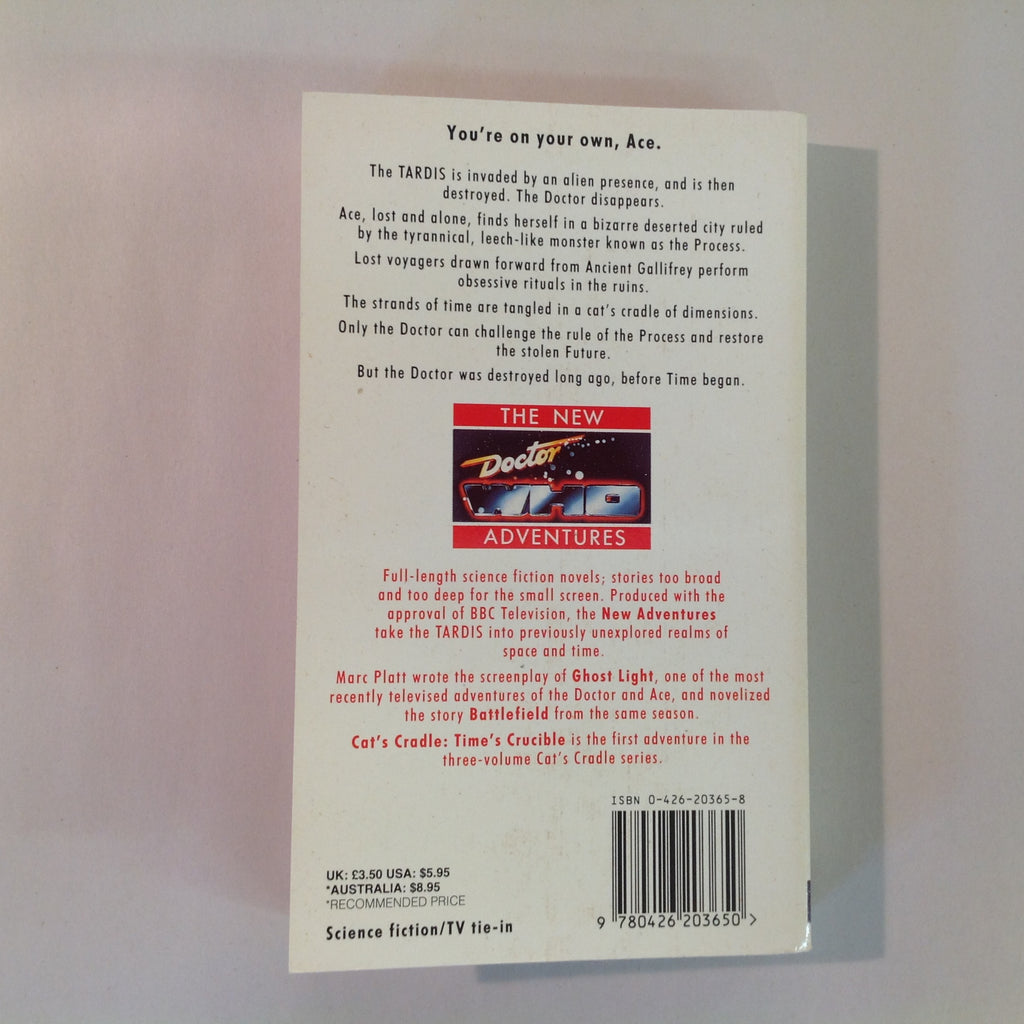 You're on your own, Ace.
The TARDIS is invaded by an alien presence, and is then
destroyed. The Doctor disappears.
Ace, lost and alone, finds herself in a bizarre deserted city ruled
by the tyrannical, leech-like monster known as the Process.
Lost voyagers drawn forward from Ancient Gallifrey perform
obsessive rituals in the ruins.
The strands of time are tangled in a cat's cradle of dimensions.
Only the Doctor can challenge the rule of the Process and restore
the stolen Future.
But the Doctor was destroyed long ago, before Time began.
THE NEW
Doctor
WHO
ADVENTURES
Full-length science fiction novels; stories too broad
and too deep for the small screen. Produced with the
approval of BBC Television, the New Adventures
take the TARDIS into previously unexplored realms of
space and time.
Marc Platt wrote the screenplay of Ghost Light, one of the most
recently televised adventures of the Doctor and Ace, and novelized
the story Battlefield from the same season.
Cat's Cradle: Time's Crucible is the first adventure in the
three-volume Cat's Cradle series.
ISBN 0-426-20365-8
9 780426 203650 >
UK: £3.50 USA: $5.95
*AUSTRALIA: $8.95
*RECOMMENDED PRICE
Science fiction/TV tie-in